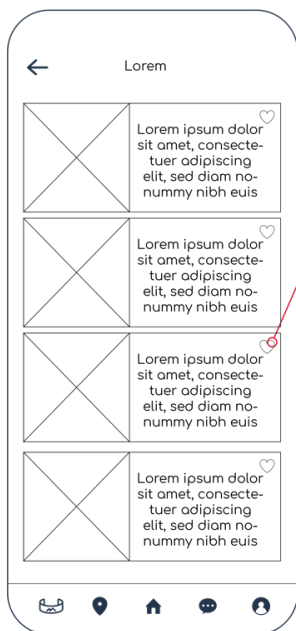 Lorem
Lorem ipsum dolor
sit amet, consecte-
tuer adipiscing
elit, sed diam no-
nummy nibh euis
Lorem ipsum dolor
sit amet, consecte-
tuer adipiscing
elit, sed diam no-
nummy nibh euis
Lorem ipsum dolor
sit amet, consecte-
tuer adipiscing
elit, sed diam no-
nummy nibh euis
Lorem ipsum dolor
sit amet, consecte-
tuer adipiscing
elit, sed diam no-
nummy nibh euis